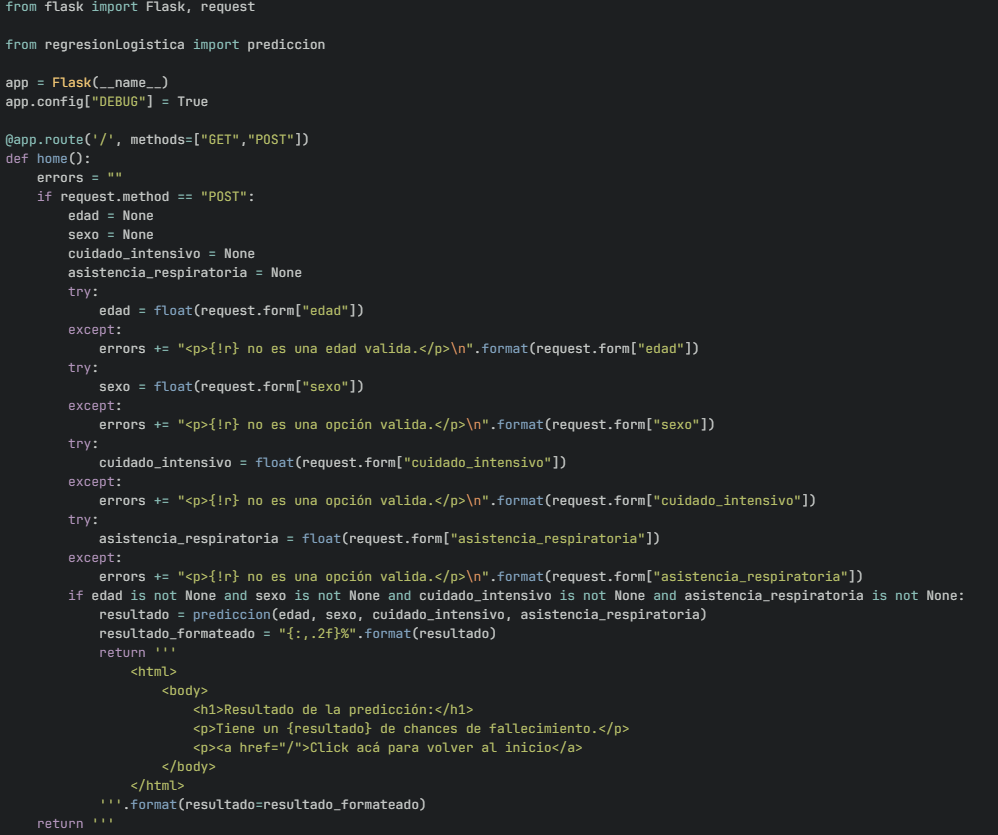 from flask import Flask, request
from regresionLogistica import prediccion
app = Flask(__name__)
app.config["DEBUG"] = True
@app.route('/', methods=["GET","POST"])
def home():
    errors = ""
    if request.method == "POST":
        edad = None
        sexo = None
        cuidado_intensivo = None
        asistencia_respiratoria = None
        try:
            edad = float(request.form["edad"])
        except:
            errors += "<p>{!r} no es una edad valida.</p>\n".format(request.form["edad"])
        try:
            sexo = float(request.form["sexo"])
        except:
            errors += "<p>{!r} no es una opción valida.</p>\n".format(request.form["sexo"])
        try:
            cuidado_intensivo = float(request.form["cuidado_intensivo"])
        except:
            errors += "<p>{!r} no es una opción valida.</p>\n".format(request.form["cuidado_intensivo"])
        try:
            asistencia_respiratoria = float(request.form["asistencia_respiratoria"])
        except:
            errors += "<p>{!r} no es una opción valida.</p>\n".format(request.form["asistencia_respiratoria"])
        if edad is not None and sexo is not None and cuidado_intensivo is not None and asistencia_respiratoria is not None:
            resultado = prediccion(edad, sexo, cuidado_intensivo, asistencia_respiratoria)
            resultado_formateado = "{:,.2f}%".format(resultado)
            return '''
                <html>
                    <body>
                        <h1>Resultado de la predicción:</h1>
                        <p>Tiene un {resultado} de chances de fallecimiento.</p>
                        <p><a href="/">Click acá para volver al inicio</a>
                    </body>
                </html>
            '''.format(resultado=resultado_formateado)
    return '''